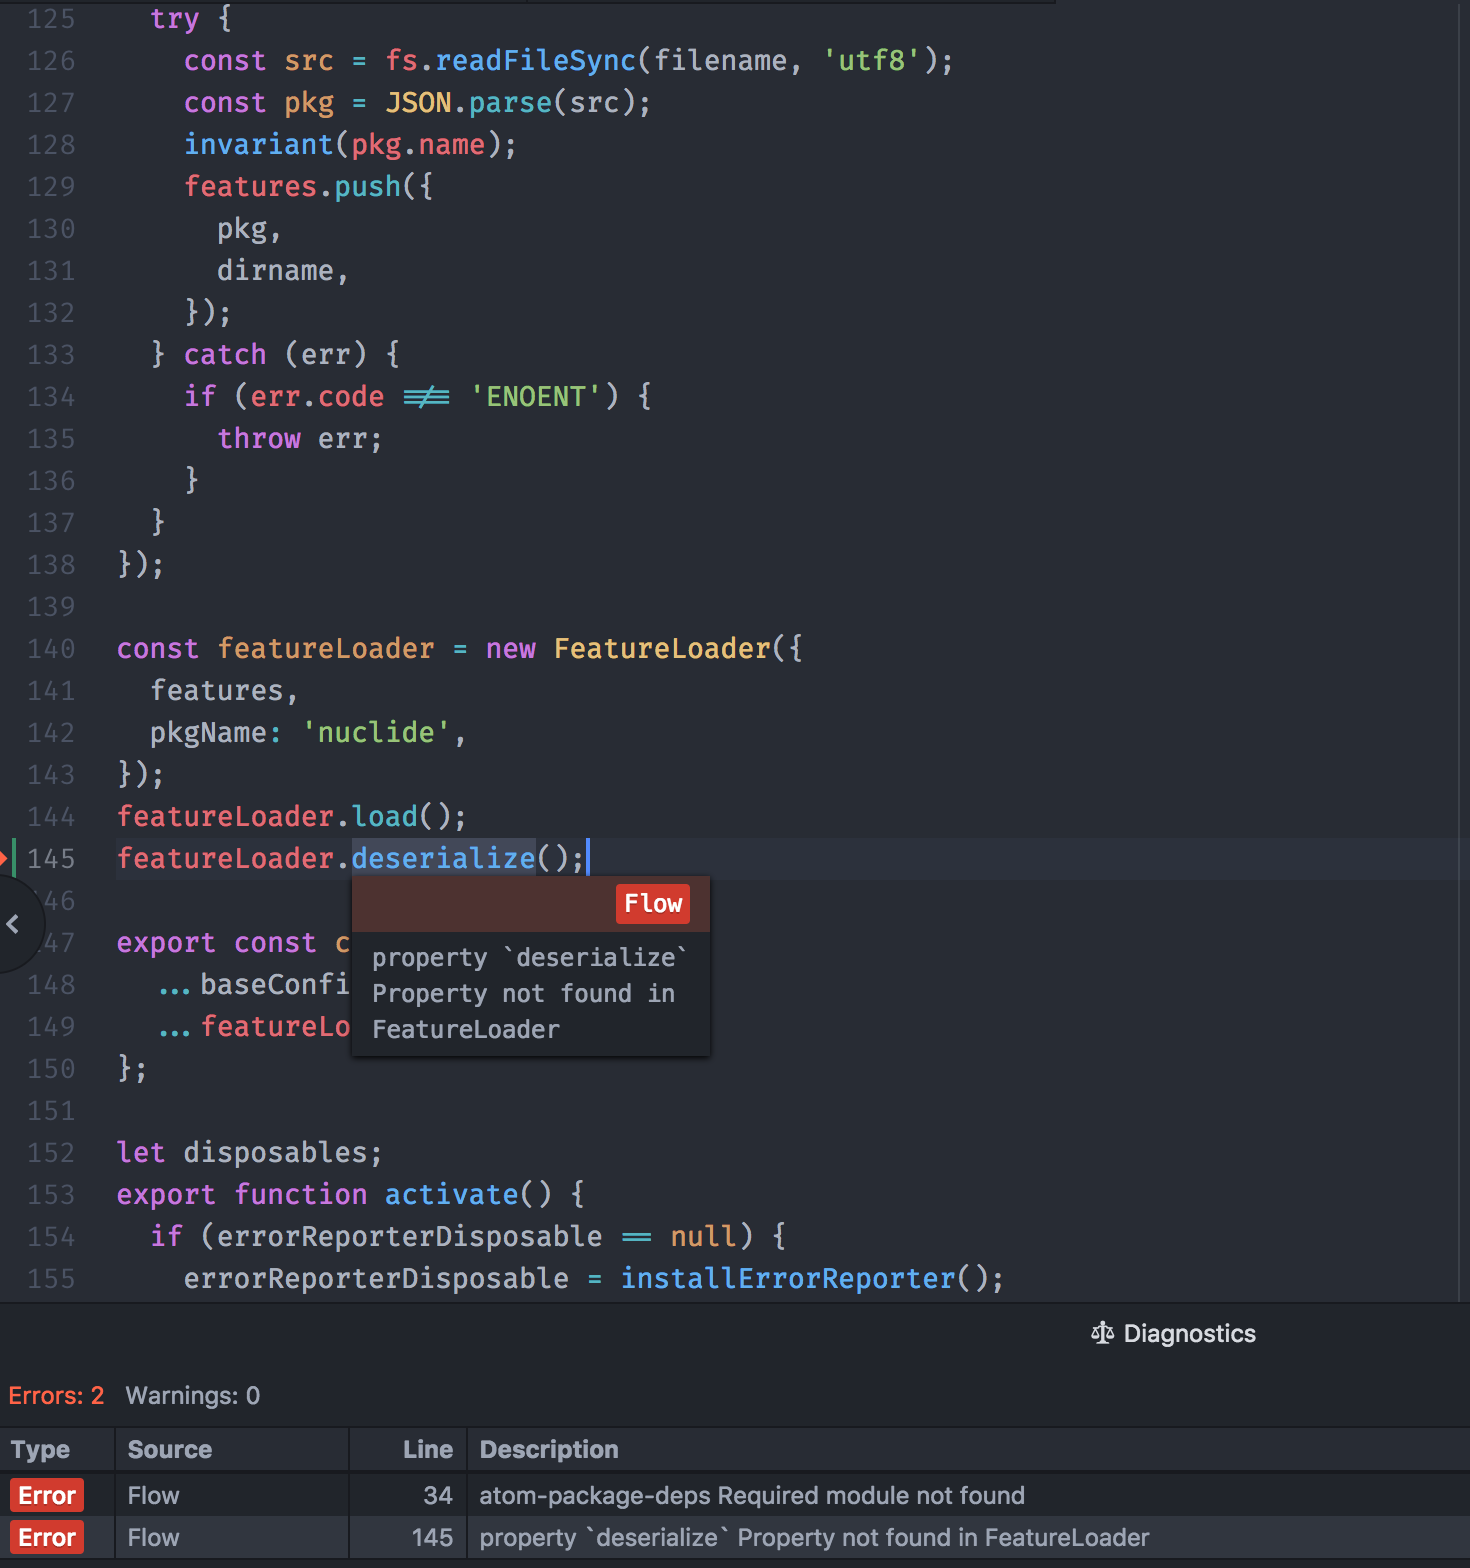 125 try {
126 const src = fs.readFileSync(filename, 'utf8');
127 const pkg = JSON.parse(src);
128 invariant(pkg.name);
129 features.push({
130 pkg,
131 dirname,
132 });
133 } catch (err) {
134 if (err.code !== 'ENOENT') {
135 throw err;
136 }
137 }
138 });
139
140 const featureLoader = new FeatureLoader({
141 features,
142 pkgName: 'nuclide',
143 });
144 featureLoader.load();
145 featureLoader.deserialize();
46
Flow
47 export const c
property `deserialize`
148 ...baseConfi
Property not found in
149 ...featureLo
FeatureLoader
150 };
151
152 let disposables;
153 export function activate() {
154 if (errorReporterDisposable == null) {
155 errorReporterDisposable = installErrorReporter();
Diagnostics
Errors: 2 Warnings: 0
Type Source Line Description
Error Flow 34 atom-package-deps Required module not found
Error Flow 145 property `deserialize` Property not found in FeatureLoader